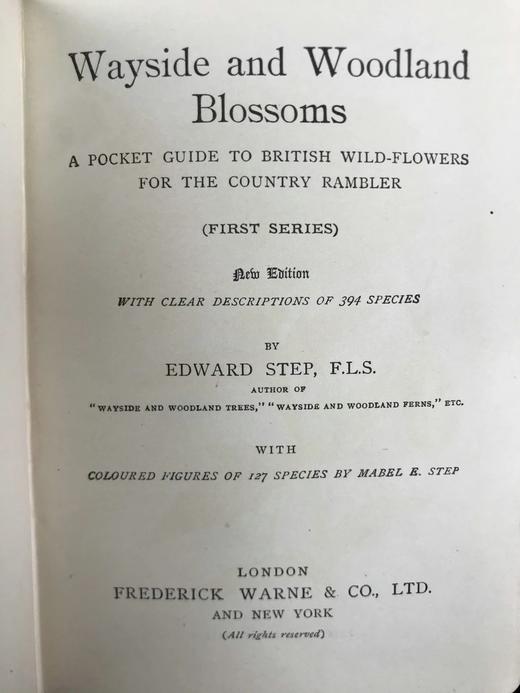 Wayside and Woodland
Blossoms
A POCKET GUIDE TO BRITISH WILD-FLOWERS
FOR THE COUNTRY RAMBLER
(FIRST SERIES)
New Edition
WITH CLEAR DESCRIPTIONS OF 394 SPECIES
BY
EDWARD STEP, F.L.S.
AUTHOR OF
"WAYSIDE AND WOODLAND TREES," "WAYSIDE AND WOODLAND FERNS," ETC.
WITH
COLOURED FIGURES OF 127 SPECIES BY MABEL E. STEP
LONDON
FREDERICK WARNE & CO., LTD.
AND NEW YORK
(All rights reserved)